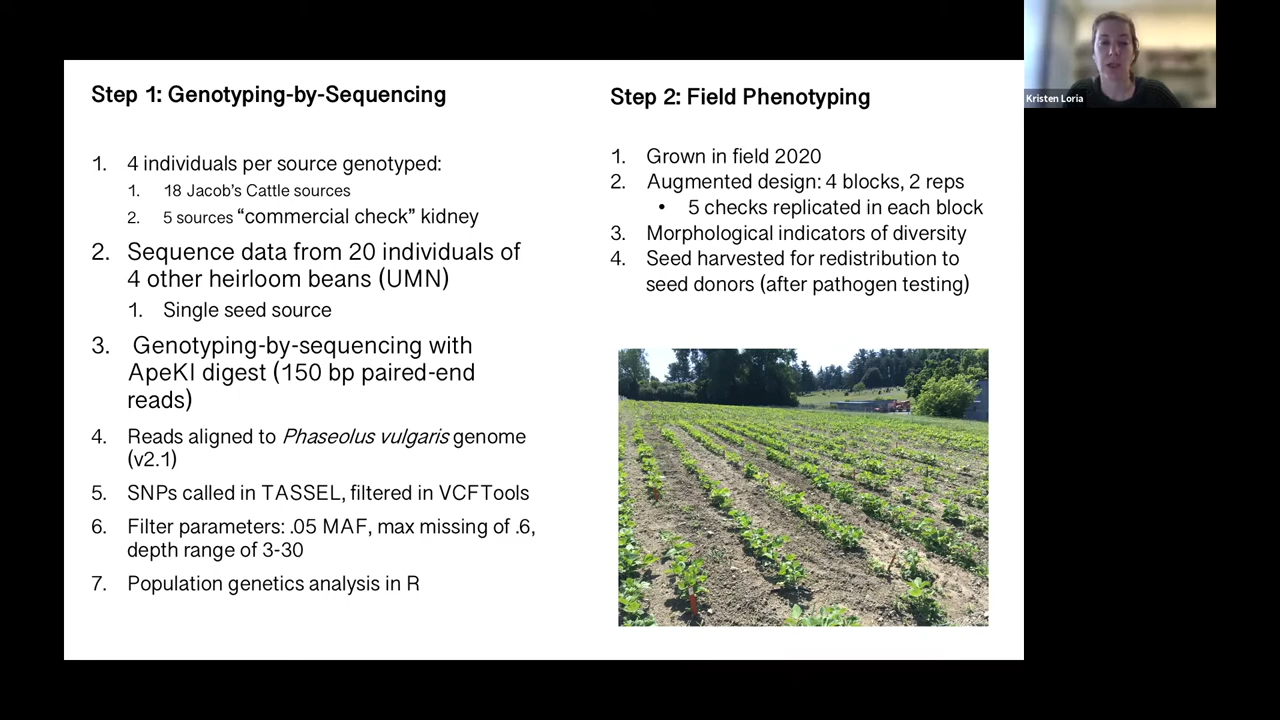 Step 1: Genotyping-by-Sequencing
1. 4 individuals per source genotyped:
1. 18 Jacob's Cattle sources
2. 5 sources "commercial check" kidney
2. Sequence data from 20 individuals of
4 other heirloom beans (UMN)
1. Single seed source
3. Genotyping-by-sequencing with
ApeKI digest (150 bp paired-end
reads)
4. Reads aligned to Phaseolus vulgaris genome
(v2.1)
5. SNPs called in TASSEL, filtered in VCFTools
6. Filter parameters: .05 MAF, max missing of .6,
depth range of 3-30
7. Population genetics analysis in R
Step 2: Field Phenotyping
1. Grown in field 2020
2. Augmented design: 4 blocks, 2 reps
• 5 checks replicated in each block
3. Morphological indicators of diversity
4. Seed harvested for redistribution to
seed donors (after pathogen testing)
Kristen Loria